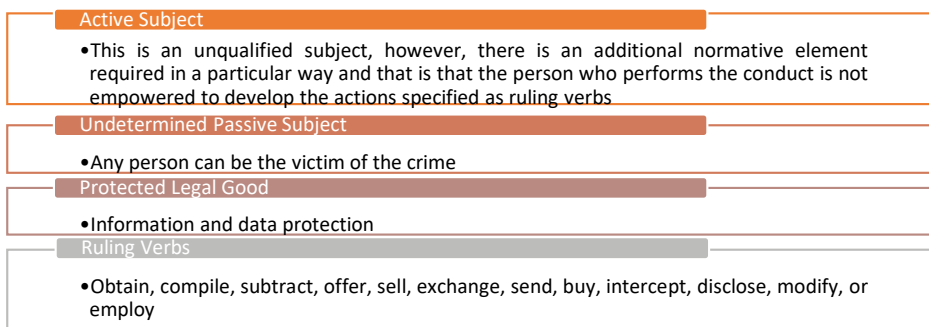 Active Subject
•This is an unqualified subject, however, there is an additional normative element
required in a particular way and that is that the person who performs the conduct is not
empowered to develop the actions specified as ruling verbs
Undetermined Passive Subject
•Any person can be the victim of the crime
Protected Legal Good
•Information and data protection
Ruling Verbs
•Obtain, compile, subtract, offer, sell, exchange, send, buy, intercept, disclose, modify, or
employ